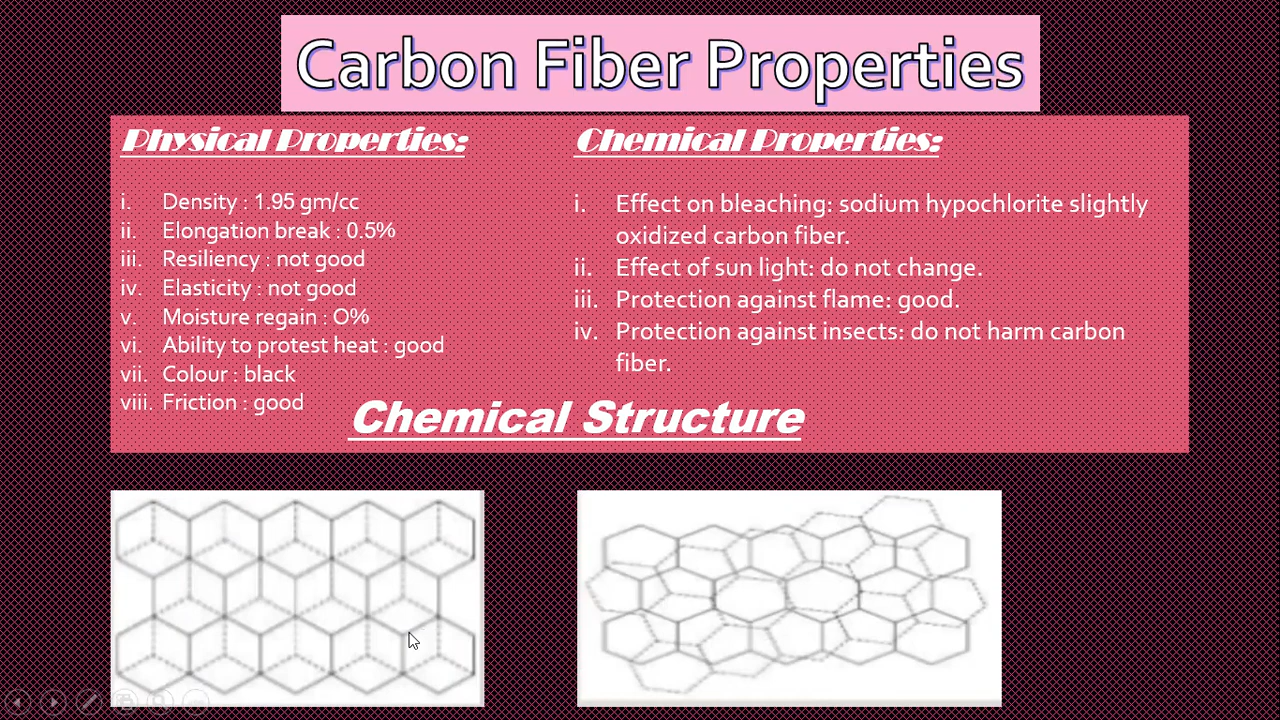 Carbon Fiber Properties
Physical Properties:
i. Density : 1.95 gm/cc
ii. Elongation break : 0.5%
iii. Resiliency : not good
iv. Elasticity : not good
v. Moisture regain : O%
vi. Ability to protest heat : good
vii. Colour : black
viii. Friction : good
Chemical Properties:
i. Effect on bleaching: sodium hypochlorite slightly
oxidized carbon fiber.
ii. Effect of sun light: do not change.
iii. Protection against flame: good.
iv. Protection against insects: do not harm carbon
fiber.
Chemical Structure